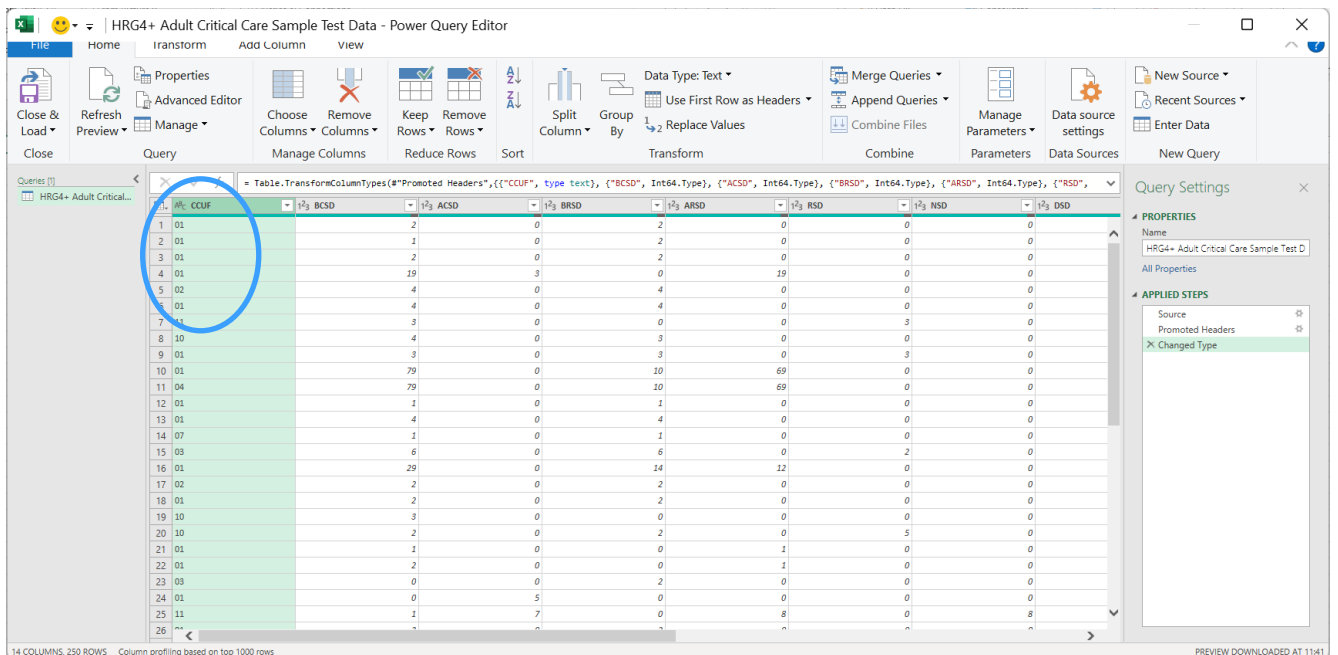 HRG4+ Adult Critical Care Sample Test Data - Power Query Editor
File Home Transform Add Column View
Close & Load
Refresh Preview
Properties
Advanced Editor
Manage
Choose Columns
Remove Columns
Keep Rows
Remove Rows
Split Column
Group By
Data Type: Text
Use First Row as Headers
Replace Values
Merge Queries
Append Queries
Combine Files
Manage Parameters
Data source settings
New Source
Recent Sources
Enter Data
Close Query Manage Columns Reduce Rows Sort Transform Combine Parameters Data Sources New Query
Queries [1]
HRG4+ Adult Critical...
= Table.TransformColumnTypes(#"Promoted Headers",{{"CCUF", type text}, {"BCSD", Int64.Type}, {"ACSD", Int64.Type}, {"BRSD", Int64.Type}, {"ARSD", Int64.Type}, {"RSD",
ABC CCUF 123 BCSD 123 ACSD 123 BRSD 123 ARSD 123 RSD 123 NSD 123 DSD
1 01 2 0 2 0 0 0
2 01 1 0 2 0 0 0
3 01 2 0 2 0 0 0
4 01 19 3 0 19 0 0
5 02 4 0 4 0 0 0
6 01 4 0 4 0 0 0
7 11 3 0 0 0 3 0
8 10 4 0 3 0 0 0
9 01 3 0 3 0 3 0
10 01 79 0 10 69 0 0
11 04 79 0 10 69 0 0
12 01 1 0 1 0 0 0
13 01 4 0 4 0 0 0
14 07 1 0 1 0 0 0
15 03 6 0 6 0 2 0
16 01 29 0 14 12 0 0
17 02 2 0 2 0 0 0
18 01 2 0 2 0 0 0
19 10 3 0 0 0 0 0
20 10 2 0 2 0 5 0
21 01 1 0 0 1 0 0
22 01 2 0 0 1 0 0
23 03 0 0 2 0 0 0
24 01 0 5 0 0 0 0
25 11 1 7 0 8 0 8
26
Query Settings
PROPERTIES
Name
HRG4+ Adult Critical Care Sample Test D
All Properties
APPLIED STEPS
Source
Promoted Headers
Changed Type
14 COLUMNS, 250 ROWS Column profiling based on top 1000 rows
PREVIEW DOWNLOADED AT 11:41